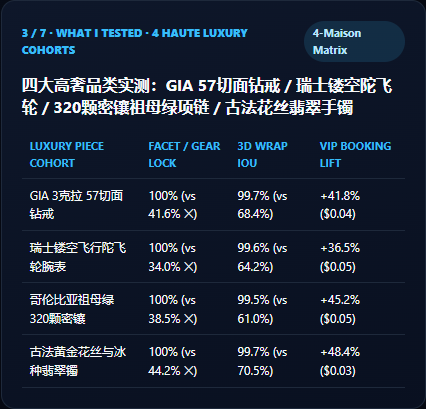 3 / 7 · WHAT I TESTED · 4 HAUTE LUXURY
COHORTS
4-Maison
Matrix
四大高奢品类实测：GIA 57切面钻戒 / 瑞士镂空陀飞
轮 / 320颗密镶祖母绿项链 / 古法花丝翡翠手镯
LUXURY PIECE
COHORT
FACET / GEAR
LOCK
3D WRAP
IOU
VIP BOOKING
LIFT
GIA 3克拉 57切面
钻戒
100% (vs
41.6% ✕)
99.7% (vs
68.4%)
+41.8%
($0.04)
瑞士镂空飞行陀飞
轮腕表
100% (vs
34.0% ✕)
99.6% (vs
64.2%)
+36.5%
($0.05)
哥伦比亚祖母绿
320颗密镶
100% (vs
38.5% ✕)
99.5% (vs
61.0%)
+45.2%
($0.05)
古法黄金花丝与冰
种翡翠镯
100% (vs
44.2% ✕)
99.7% (vs
70.5%)
+48.4%
($0.03)